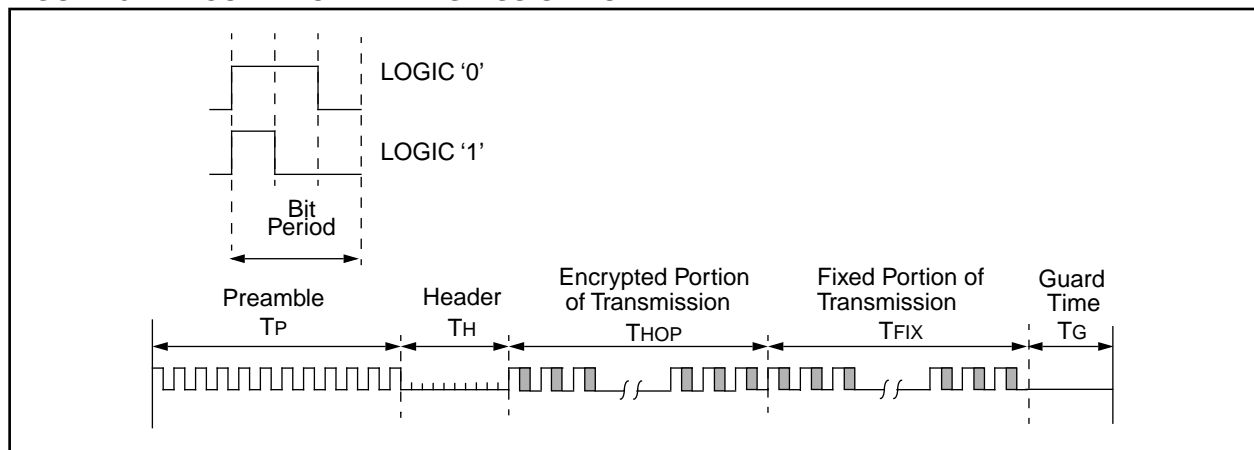 LOGIC ‘0’
LOGIC ‘1’
Bit
Period
Preamble
TP
Header
TH
Encrypted Portion
of Transmission
THOP
Fixed Portion of
Transmission
TFIX
Guard
Time
TG